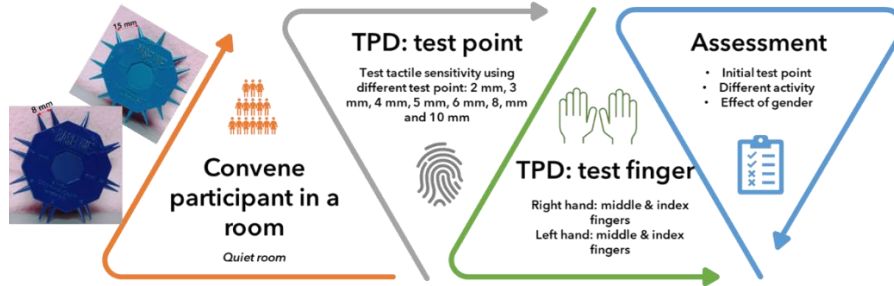 15 mm
8 mm
Convene
participant in a
room
Quiet room
TPD: test point
Test tactile sensitivity using
different test point: 2 mm, 3
mm, 4 mm, 5 mm, 6 mm, 8, mm
and 10 mm
TPD: test finger
Right hand: middle & index
fingers
Left hand: middle & index
fingers
Assessment
• Initial test point
• Different activity
• Effect of gender